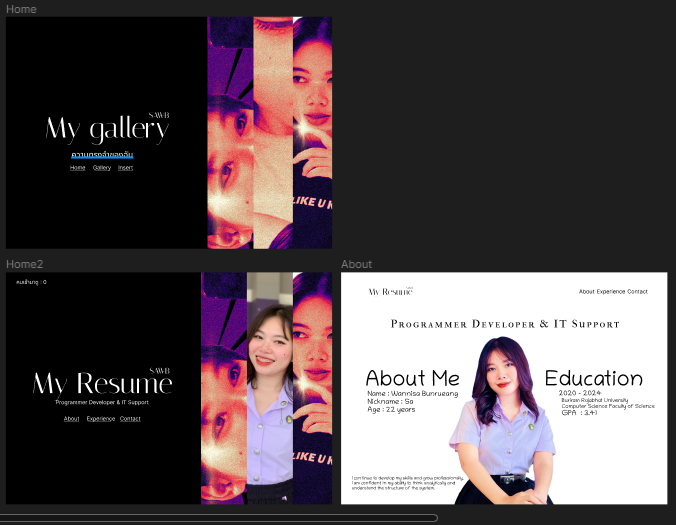 Home
SAWB
My gallery
ความทรงจำของฉัน
Home Gallery Insert
LIKE U
Home2
คนเข้ามาดู : 0
SAWB
My Resume
Programmer Developer & IT Support
About Experience Contact
LIKE U
About
My Resume
About Experience Contact
Programmer Developer & IT Support
About Me
Name : Wannisa Bunrueang
Nickname : Sa
Age : 22 years
Education
2020 - 2024
Buriram Rajabhat University
Computer Science Faculty of Science
GPA : 3.41
I continue to develop my skills and grow professionally.
I am confident in my ability to think analytically and
understand the structure of the system.